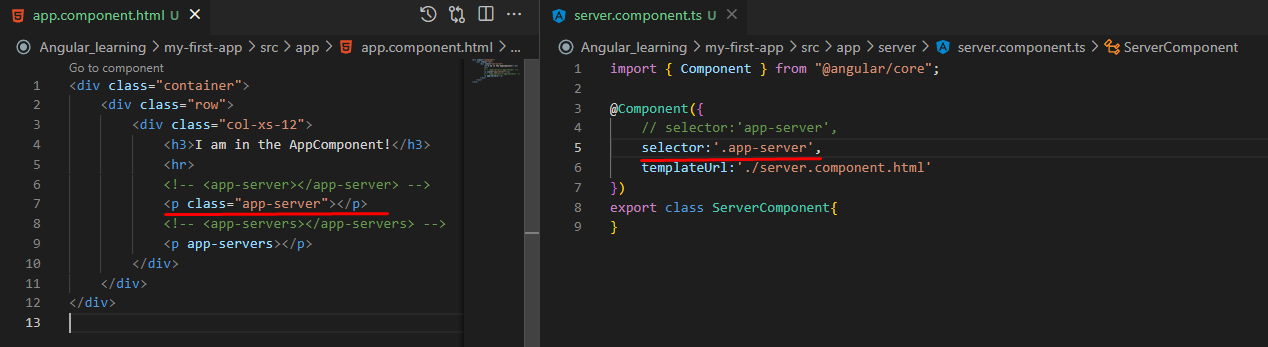 app.component.html U
Angular_learning > my-first-app > src > app > app.component.html > ...
Go to component
1 <div class="container">
2 <div class="row">
3 <div class="col-xs-12">
4 <h3>I am in the AppComponent!</h3>
5 <hr>
6 <!-- <app-server></app-server> -->
7 <p class="app-server"></p>
8 <!-- <app-servers></app-servers> -->
9 <p app-servers></p>
10 </div>
11 </div>
12 </div>
13
server.component.ts U
Angular_learning > my-first-app > src > app > server > server.component.ts > ServerComponent
1 import { Component } from "@angular/core";
2
3 @Component({
4 // selector:'app-server',
5 selector:'.app-server',
6 templateUrl:'./server.component.html'
7 })
8 export class ServerComponent{
9 }